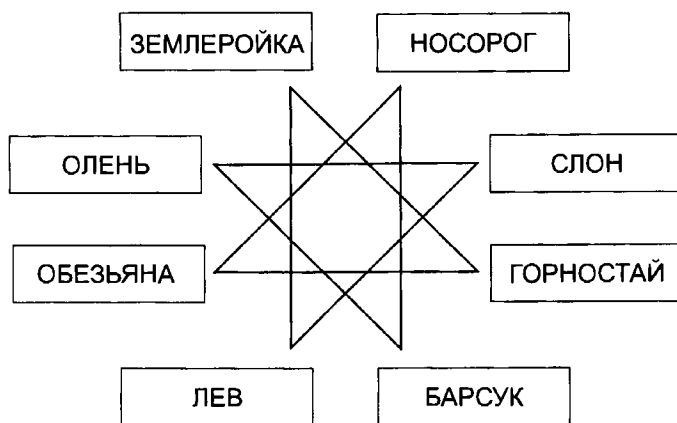 ЗЕМЛЕРОЙКА
НОСОРОГ
ОЛЕНЬ
СЛОН
ОБЕЗЬЯНА
ГОРНОСТАЙ
ЛЕВ
БАРСУК